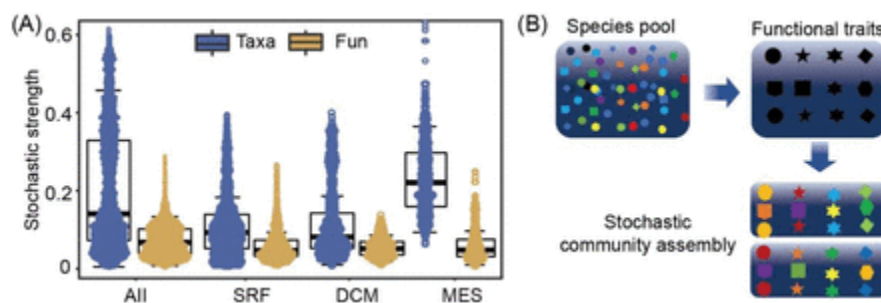 (A)
Stochastic strength
0.6
0.4
0.2
0
Taxa
Fun
All
SRF
DCM
MES
(B)
Species pool
Functional traits
Stochastic
community assembly